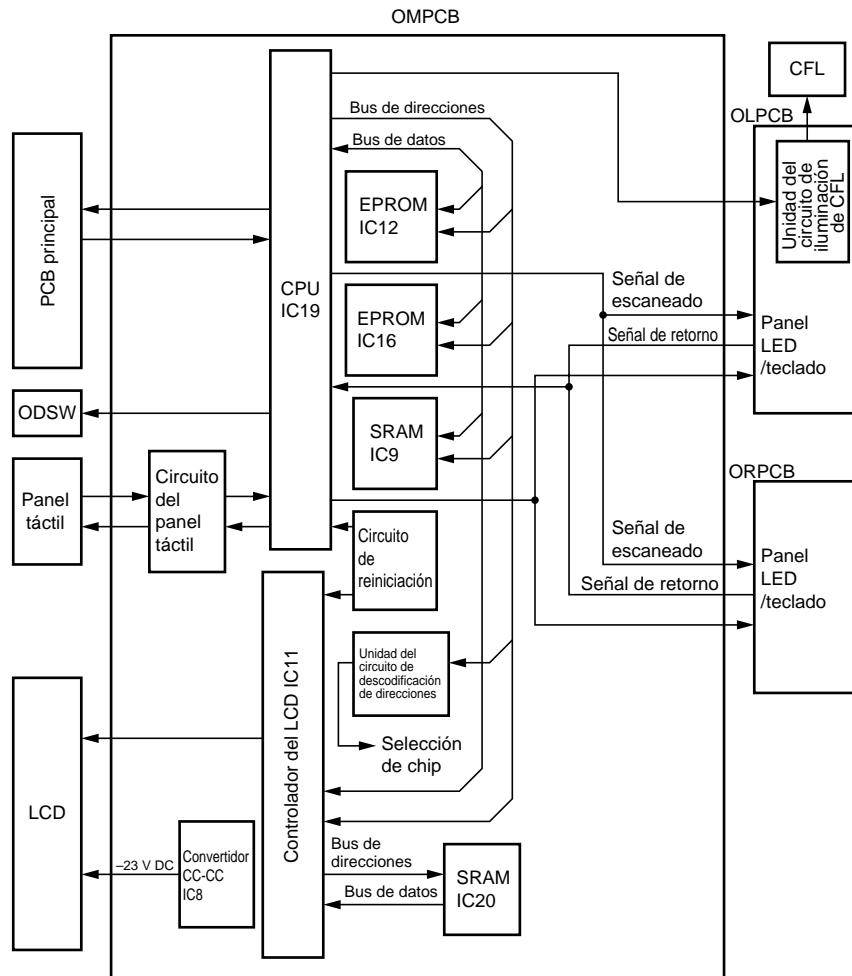 OMPCB
CFL
OLPCB
Unidad del
circuito de
iluminación
de CFL
Bus de direcciones
Bus de datos
EPROM
IC12
PCB principal
CPU
IC19
Señal de
escaneado
EPROM
IC16
Señal de retorno
Panel
LED
/teclado
ODSW
SRAM
IC9
ORPCB
Panel
táctil
Circuito
del
panel
táctil
Circuito
de
reiniciación
Señal de
escaneado
Señal de retorno
Panel
LED
/teclado
Controlador del LCD IC11
Unidad del
circuito de
descodificación
de direcciones
Selección
de chip
LCD
–23 V DC
Convertidor
CC-CC
IC8
Bus de
direcciones
Bus de datos
SRAM
IC20